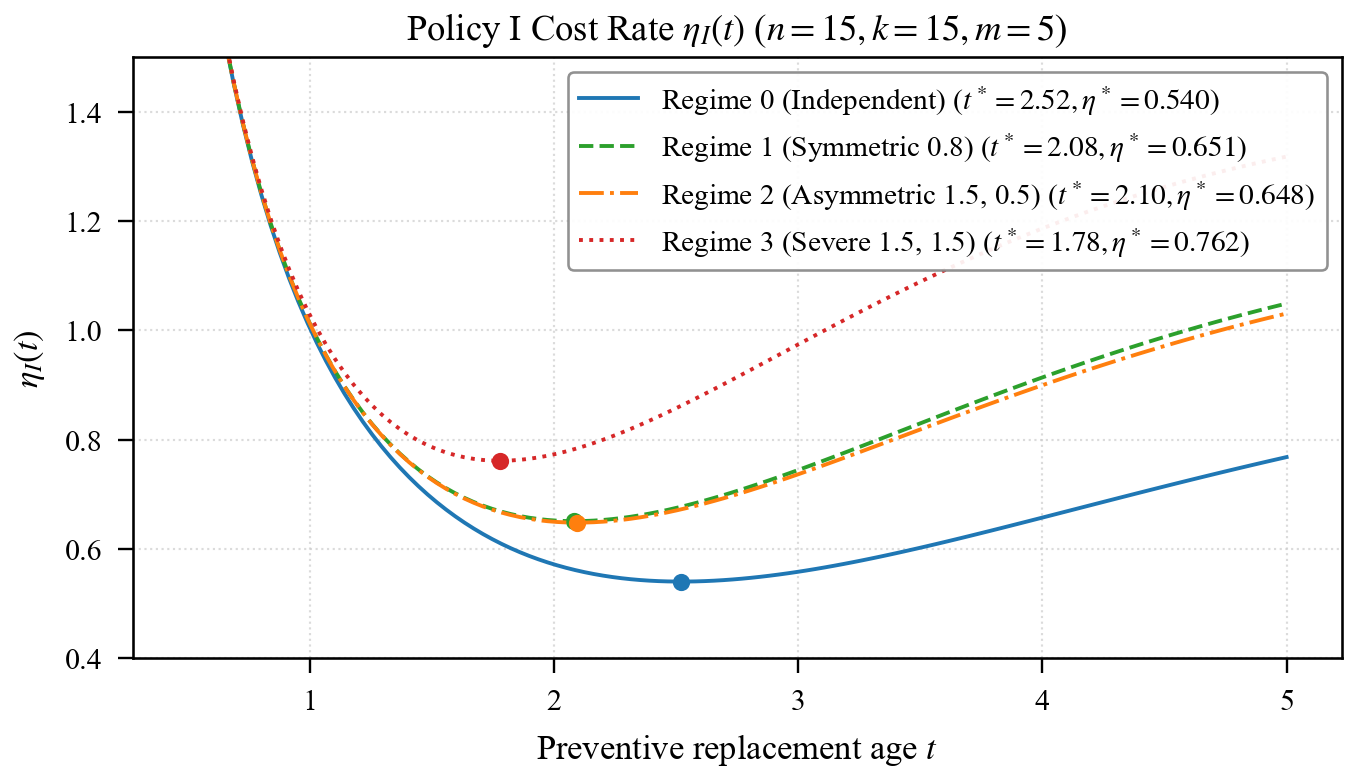 Policy I Cost Rate η_I(t) (n = 15, k = 15, m = 5)
Regime 0 (Independent) (t* = 2.52, η* = 0.540)
Regime 1 (Symmetric 0.8) (t* = 2.08, η* = 0.651)
Regime 2 (Asymmetric 1.5, 0.5) (t* = 2.10, η* = 0.648)
Regime 3 (Severe 1.5, 1.5) (t* = 1.78, η* = 0.762)
η_I(t)
1.4
1.2
1.0
0.8
0.6
0.4
1 2 3 4 5
Preventive replacement age t